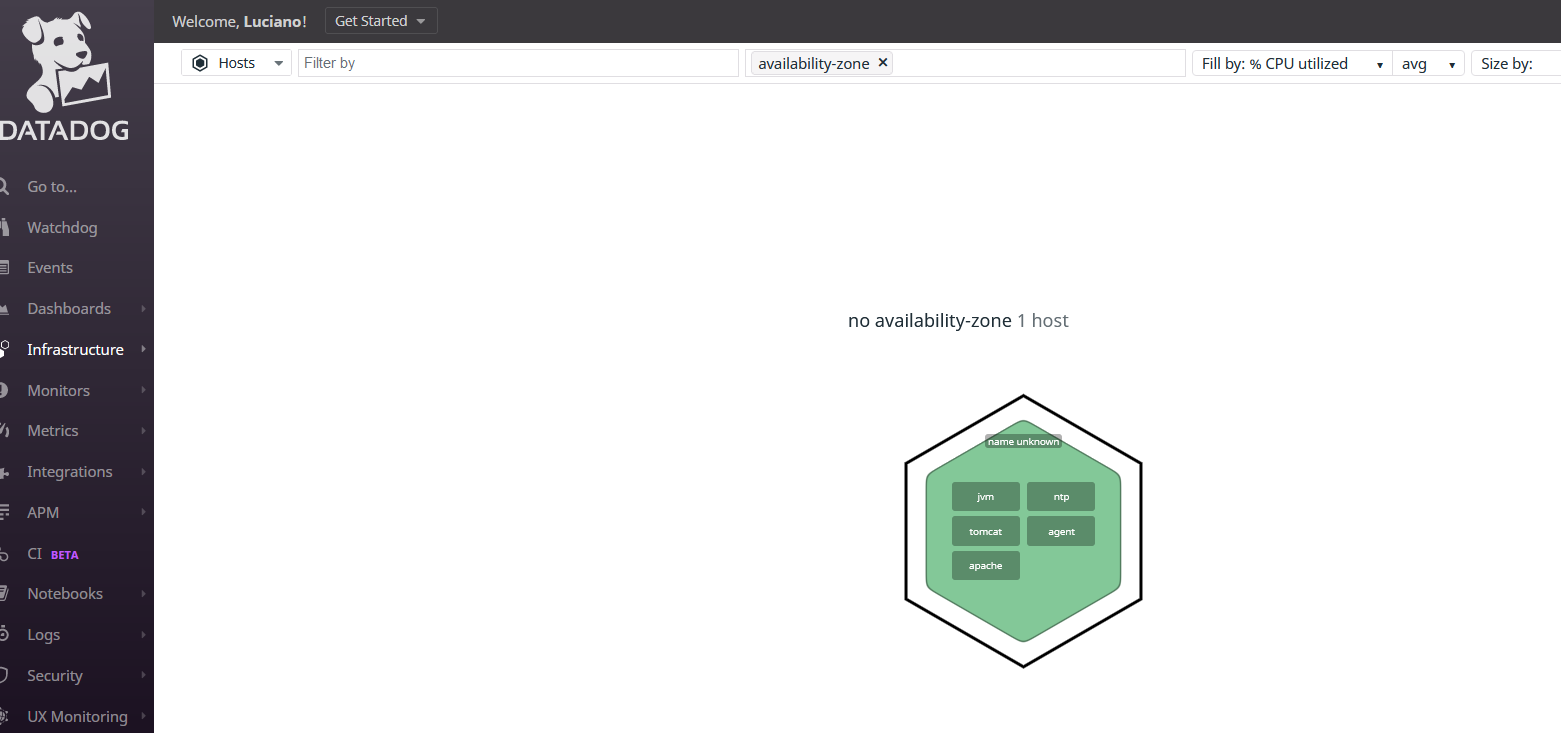 DATADOG
Go to...
Watchdog
Events
Dashboards
Infrastructure
Monitors
Metrics
Integrations
APM
CI BETA
Notebooks
Logs
Security
UX Monitoring
Welcome, Luciano!
Get Started
Hosts
Filter by
availability-zone ×
Fill by: % CPU utilized
avg
Size by:
no availability-zone 1 host
name unknown
jvm
ntp
tomcat
agent
apache